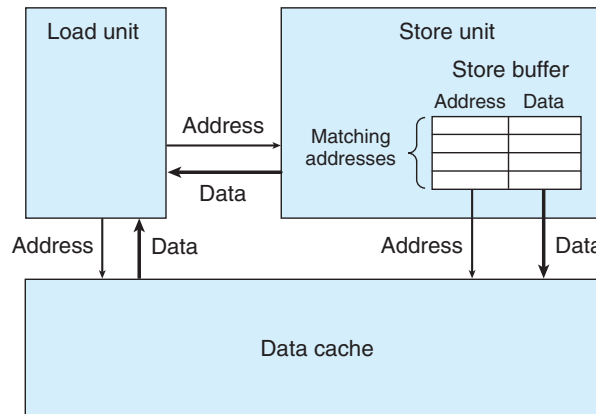 Load unit
Store unit
Store buffer
Address Data
Matching
addresses
Address
Data
Address
Data
Address
Data
Data cache